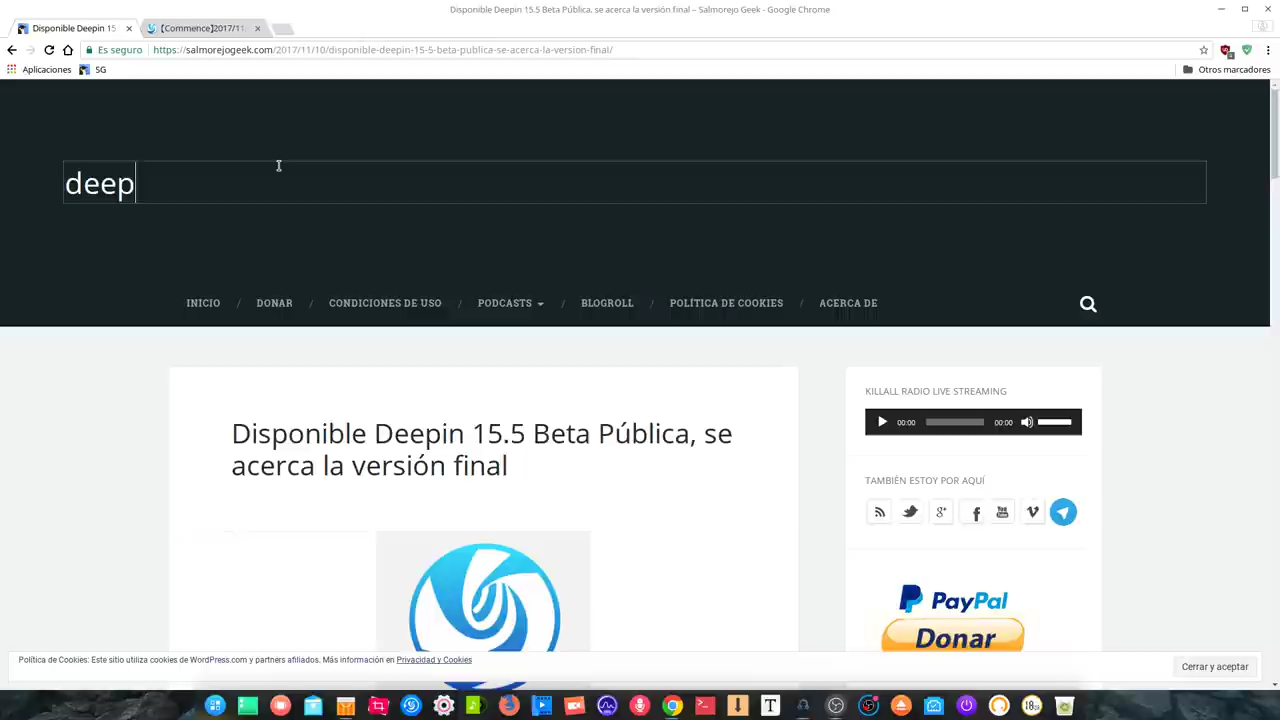 Disponible Deepin 15.5 Beta Pública, se acerca la versión final – Salmorejo Geek - Google Chrome
Disponible Deepin 15
【Commence】2017/11
Es seguro
https://salmorejogeek.com/2017/11/10/disponible-deepin-15-5-beta-publica-se-acerca-la-version-final/
Aplicaciones
SG
Otros marcadores
deep
INICIO / DONAR / CONDICIONES DE USO / PODCASTS / BLOGROLL / POLÍTICA DE COOKIES / ACERCA DE
Disponible Deepin 15.5 Beta Pública, se
acerca la versión final
KILLALL RADIO LIVE STREAMING
00:00
00:00
TAMBIÈN ESTOY POR AQUÍ
PayPal
Donar
Política de Cookies: Este sitio utiliza cookies de WordPress.com y partners afiliados. Más información en Privacidad y Cookies
Cerrar y aceptar